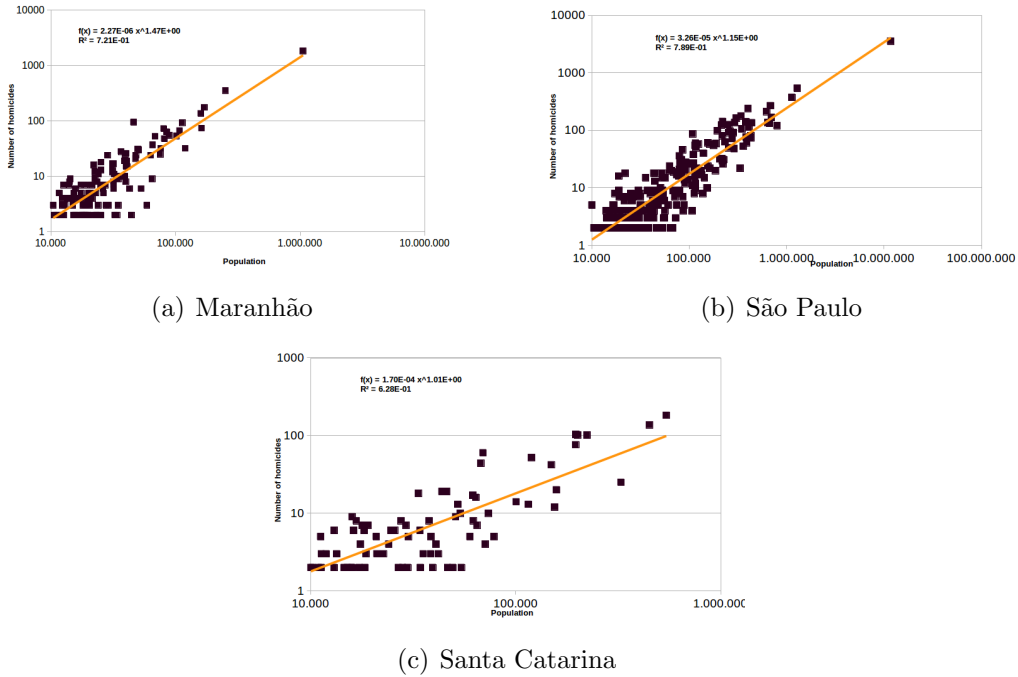 10000
f(x) = 2.27E-06 x^1.47E+00
R² = 7.21E-01
1000
100
10
1
Number of homicides
10.000 100.000 1.000.000 10.000.000
Population
(a) Maranhão
10000
f(x) = 3.26E-05 x^1.15E+00
R² = 7.89E-01
1000
100
10
1
Number of homicides
10.000 100.000 1.000.000 10.000.000 100.000.000
Population
(b) São Paulo
1000
f(x) = 1.70E-04 x^1.01E+00
R² = 6.28E-01
100
10
1
Number of homicides
10.000 100.000 1.000.000
Population
(c) Santa Catarina